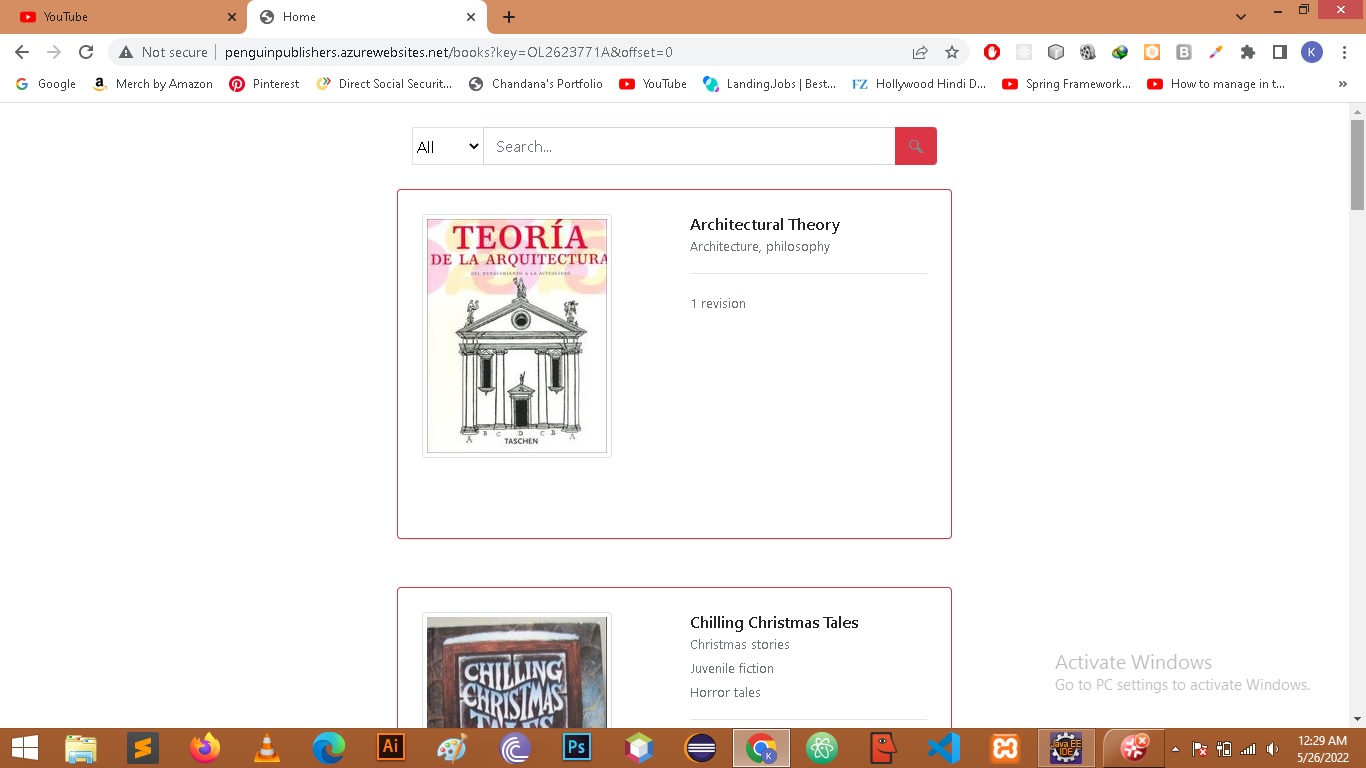 YouTube
Home
Not secure
penguinpublishers.azurewebsites.net/books?key=OL2623771A&offset=0
K
Google
Merch by Amazon
Pinterest
Direct Social Securit...
Chandana's Portfolio
YouTube
Landing.Jobs | Best...
FZ
Hollywood Hindi D...
Spring Framework...
How to manage in t...
»
All
Search...
TEORÍA
DE LA ARQUITECTURA
DEL RENACIMIENTO A LA ACTUALIDAD
A B C D C B A
TASCHEN
Architectural Theory
Architecture, philosophy
1 revision
CHILLING
CHRISTMAS
TALES
Chilling Christmas Tales
Christmas stories
Juvenile fiction
Horror tales
Activate Windows
Go to PC settings to activate Windows.
Ai
Ps
Java EE
IDE
12:29 AM
5/26/2022